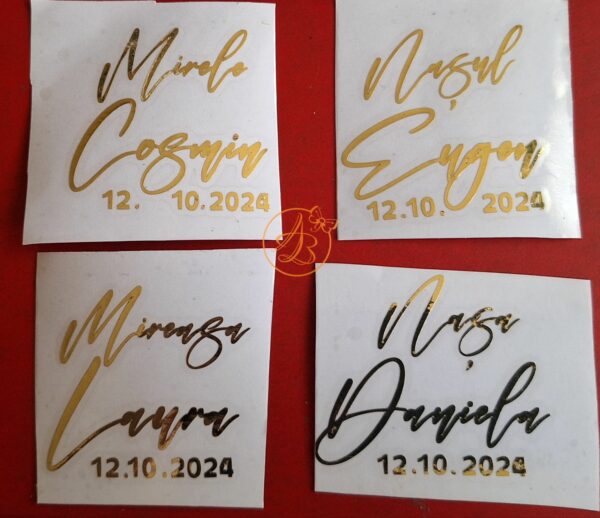 Mirele
Cosmin
12. 10.2024
Nașul
Eugen
12.10. 2024
AB
Mireasa
Laura
12.10.2024
Nașa
Daniela
12.10.2024